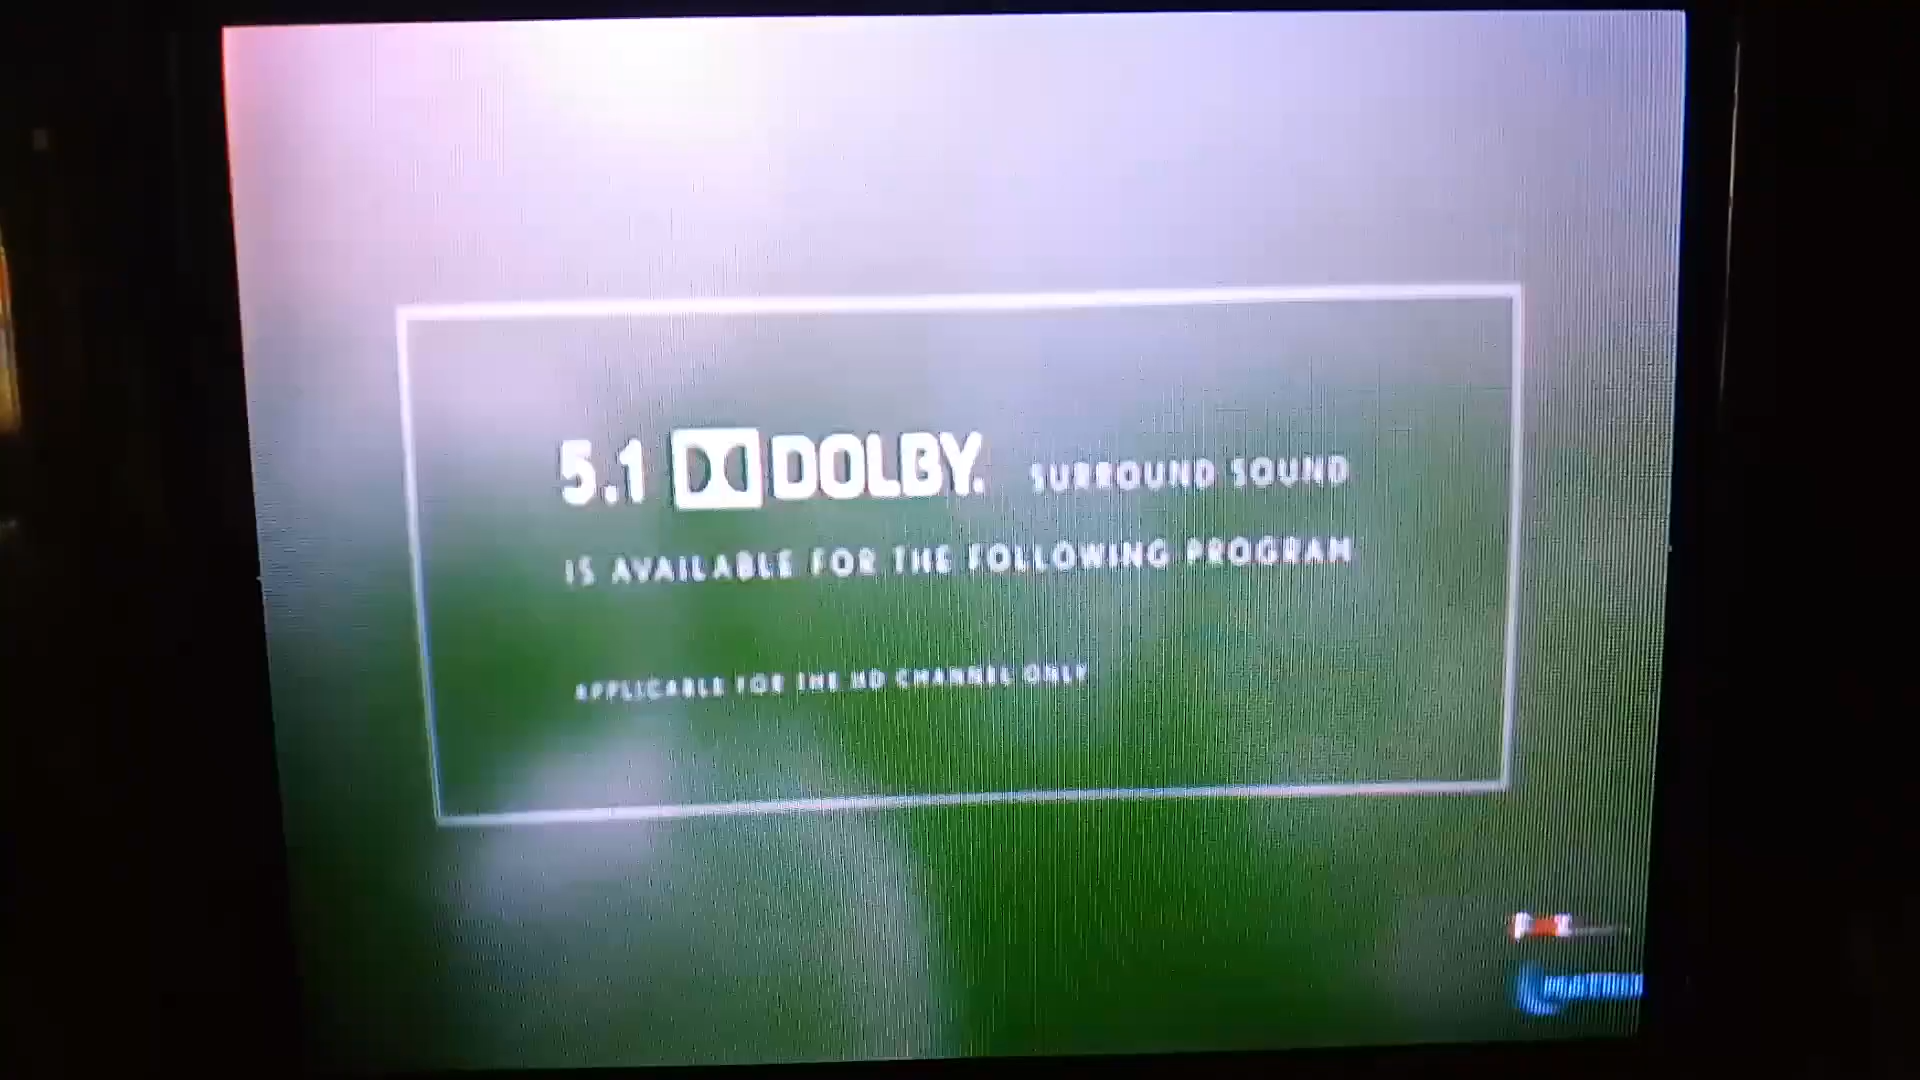 5.1 DOLBY. SURROUND SOUND
IS AVAILABLE FOR THE FOLLOWING PROGRAM
APPLICABLE FOR THE HD CHANNEL ONLY